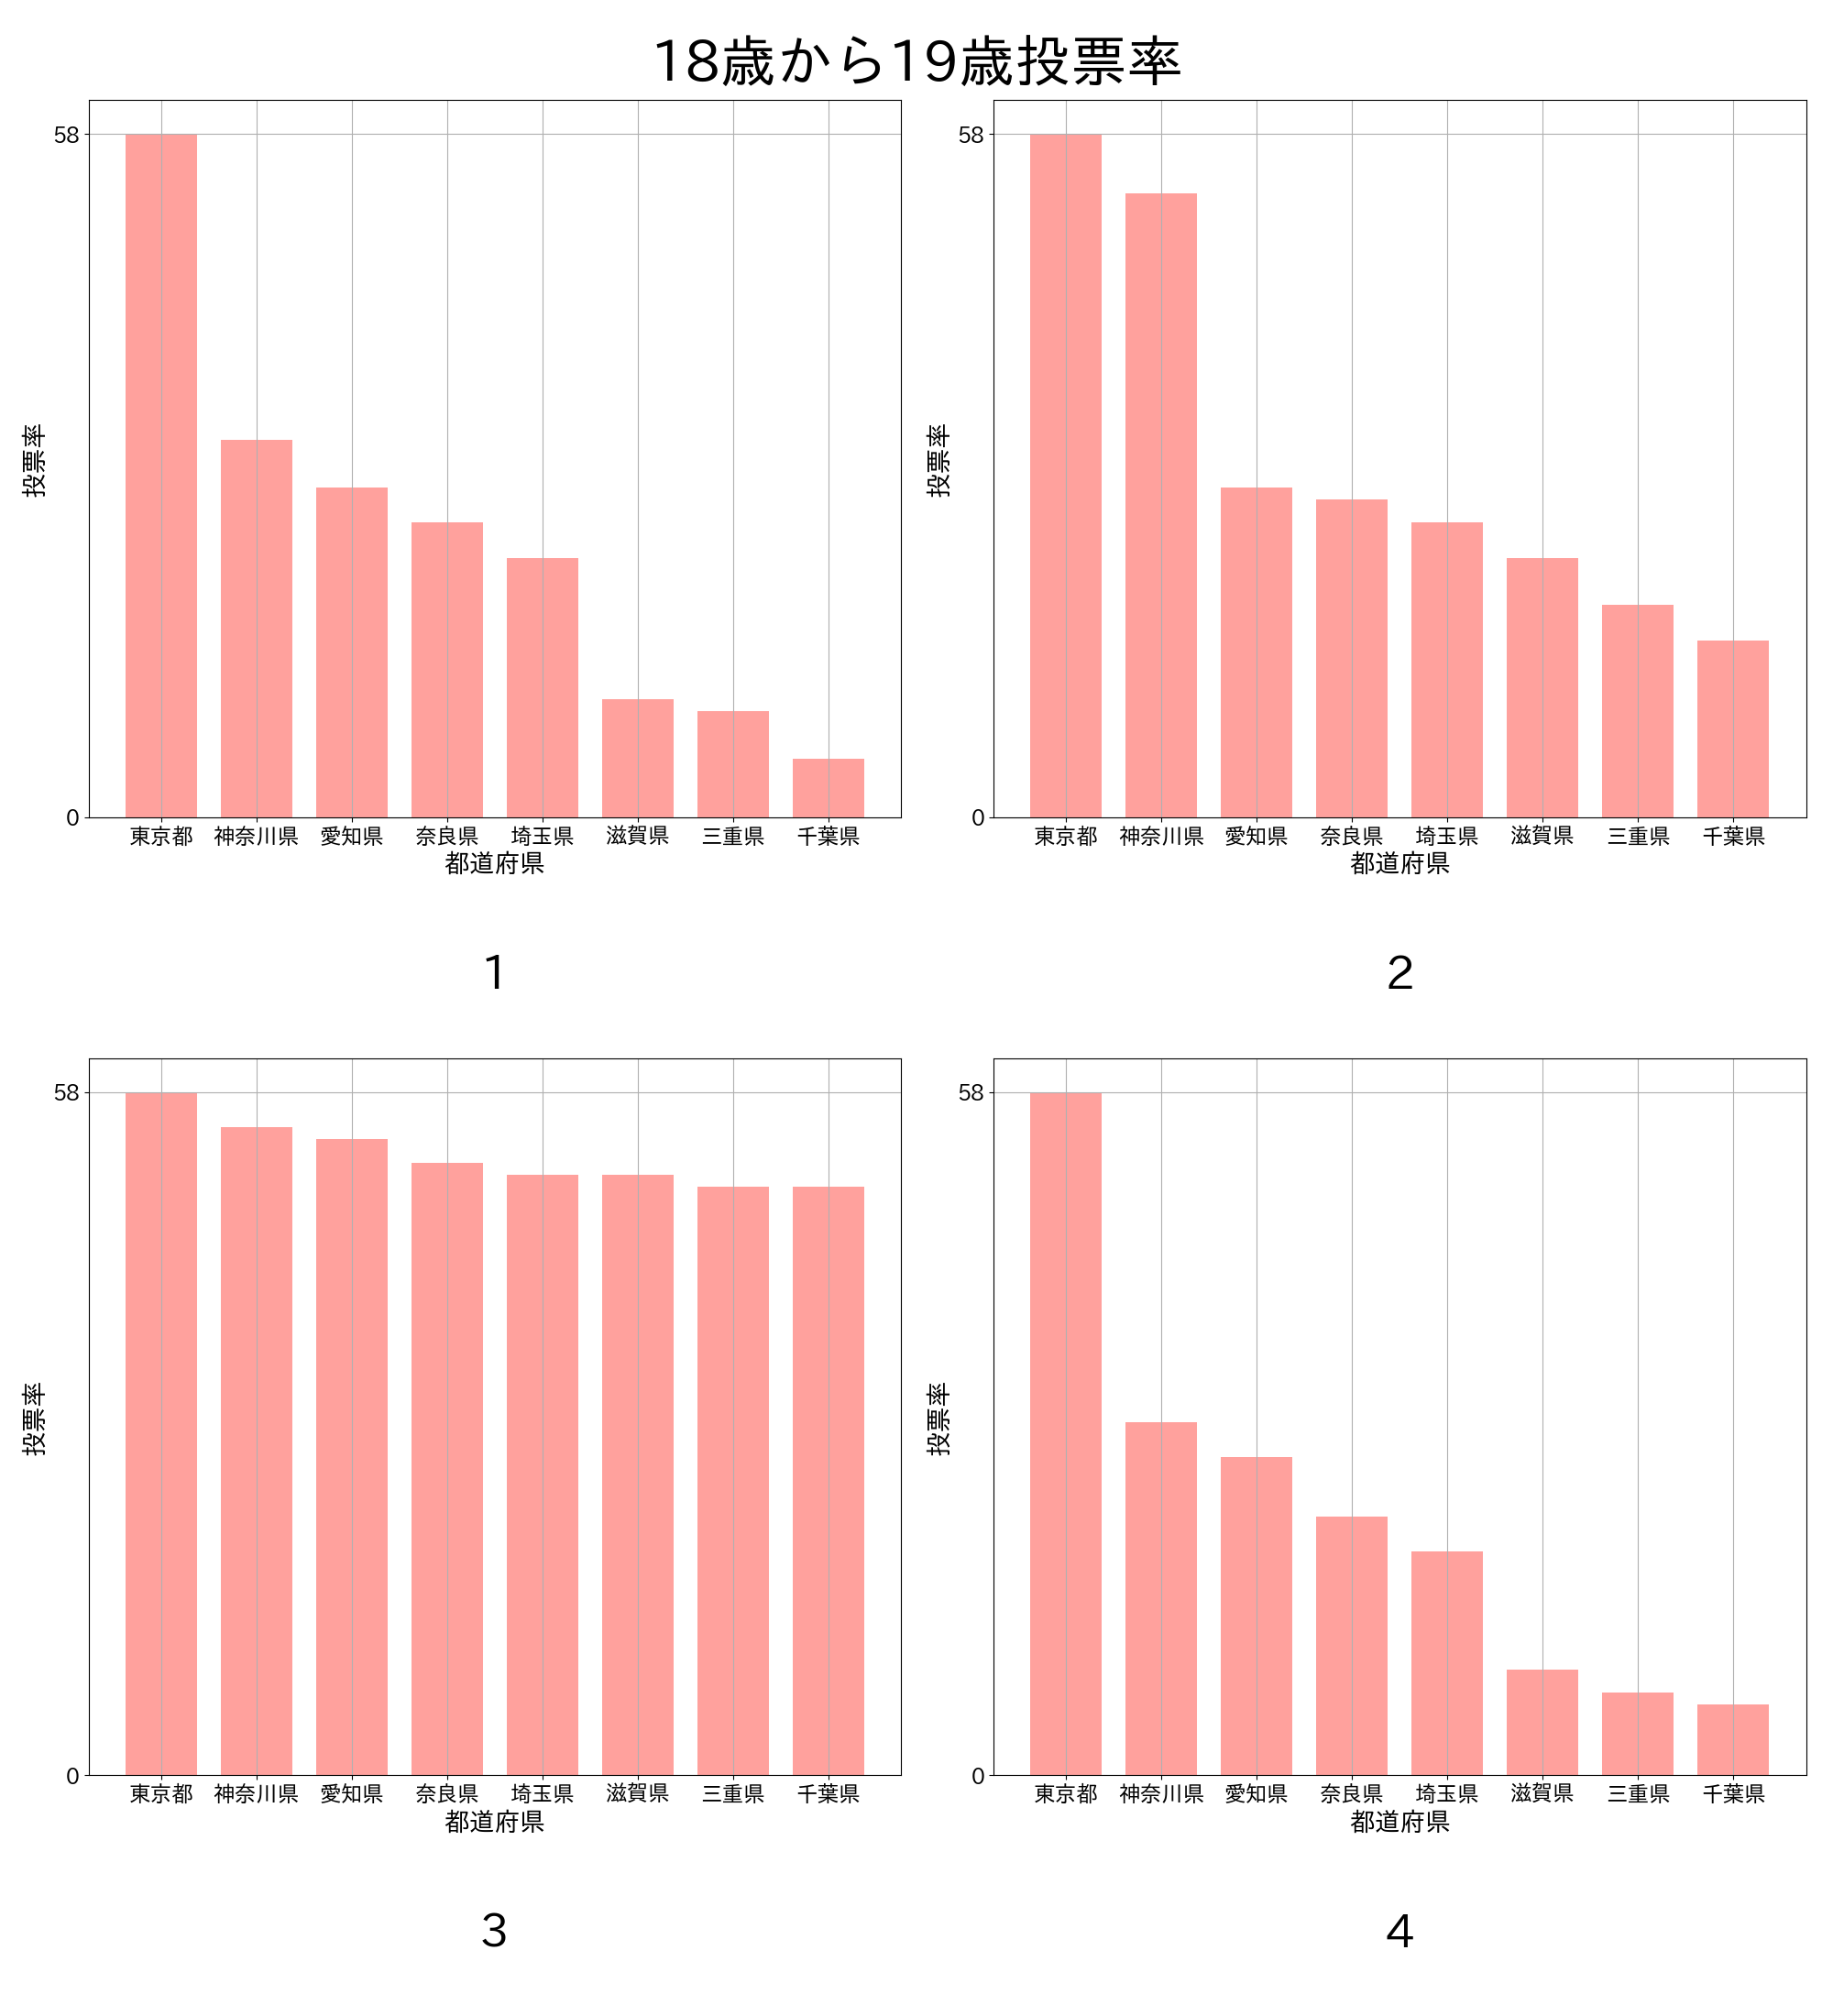 18歳から19歳投票率
58
0
投票率
東京都 神奈川県 愛知県 奈良県 埼玉県 滋賀県 三重県 千葉県
都道府県
1
58
0
投票率
東京都 神奈川県 愛知県 奈良県 埼玉県 滋賀県 三重県 千葉県
都道府県
2
58
0
投票率
東京都 神奈川県 愛知県 奈良県 埼玉県 滋賀県 三重県 千葉県
都道府県
3
58
0
投票率
東京都 神奈川県 愛知県 奈良県 埼玉県 滋賀県 三重県 千葉県
都道府県
4